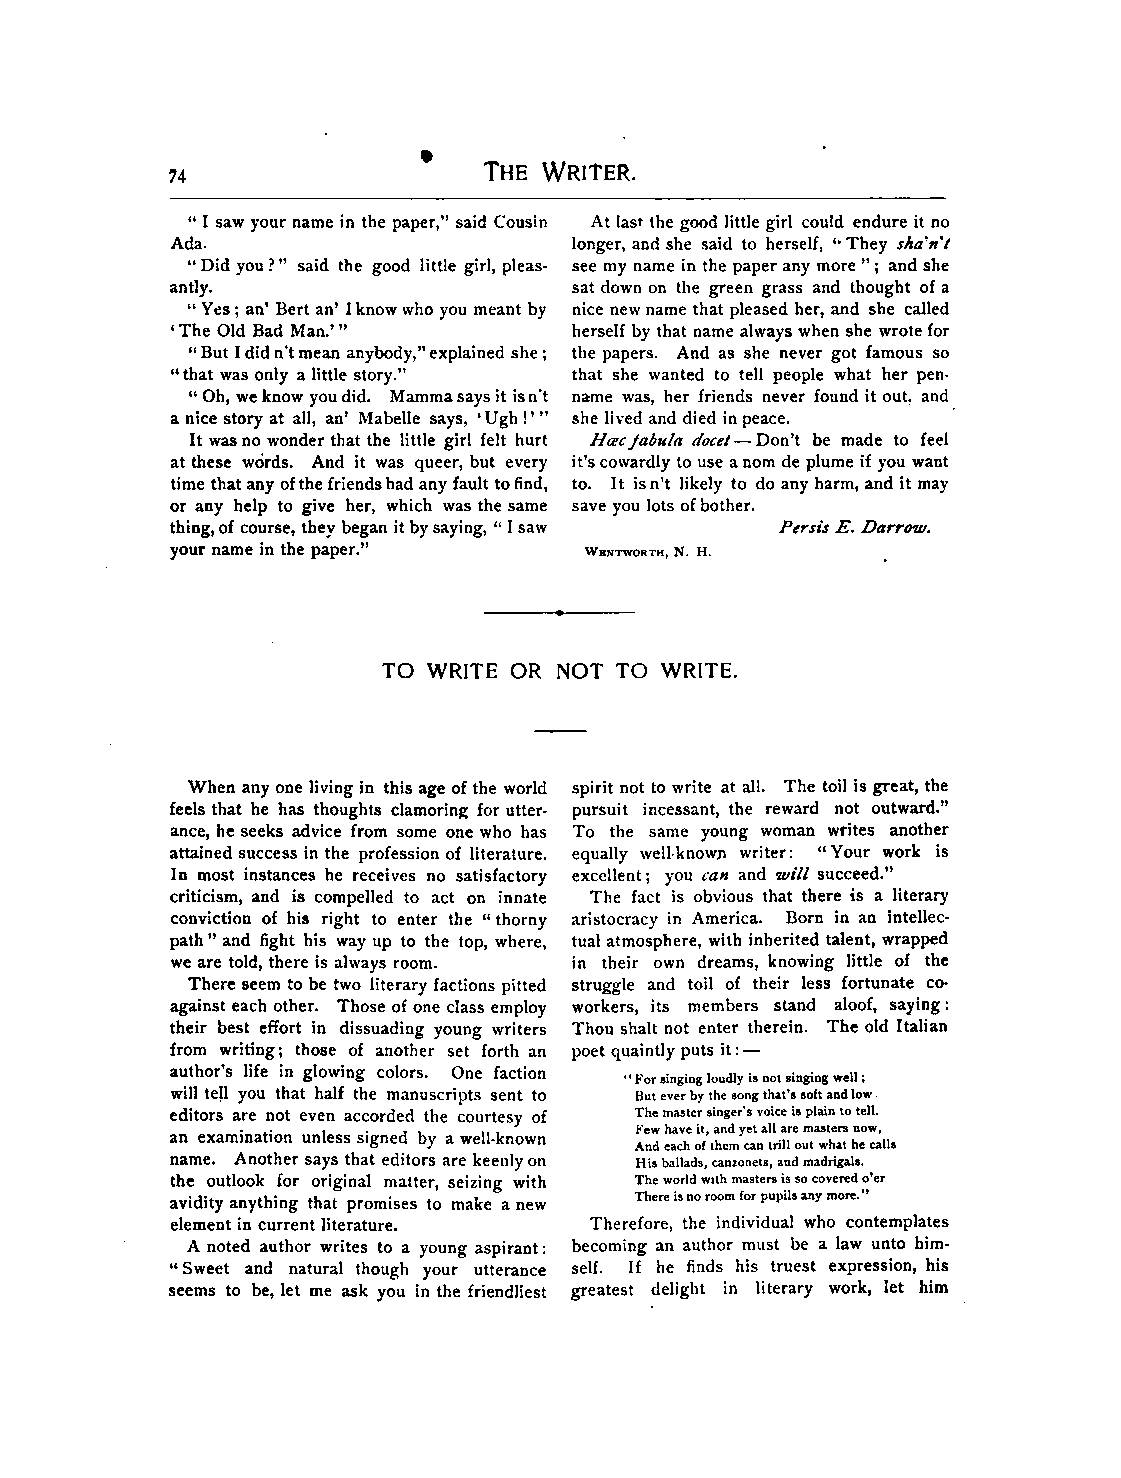 74
THE WRITER.
" I saw your name in the paper," said Cousin
Ada.
" Did you ? " said the good little girl, pleas-
antly.
" Yes ; an' Bert an' I know who you meant by
' The Old Bad Man.' "
" But I did n't mean anybody," explained she ;
" that was only a little story."
" Oh, we know you did. Mamma says it is n't
a nice story at all, an' Mabelle says, ' Ugh ! ' "
It was no wonder that the little girl felt hurt
at these words. And it was queer, but every
time that any of the friends had any fault to find,
or any help to give her, which was the same
thing, of course, they began it by saying, " I saw
your name in the paper."
At last the good little girl could endure it no
longer, and she said to herself, " They sha'n't
see my name in the paper any more " ; and she
sat down on the green grass and thought of a
nice new name that pleased her, and she called
herself by that name always when she wrote for
the papers. And as she never got famous so
that she wanted to tell people what her pen-
name was, her friends never found it out, and
she lived and died in peace.
Hæc fabula docet — Don't be made to feel
it's cowardly to use a nom de plume if you want
to. It is n't likely to do any harm, and it may
save you lots of bother.
Persis E. Darrow.
WENTWORTH, N. H.
TO WRITE OR NOT TO WRITE.
When any one living in this age of the world
feels that he has thoughts clamoring for utter-
ance, he seeks advice from some one who has
attained success in the profession of literature.
In most instances he receives no satisfactory
criticism, and is compelled to act on innate
conviction of his right to enter the " thorny
path " and fight his way up to the top, where,
we are told, there is always room.
There seem to be two literary factions pitted
against each other. Those of one class employ
their best effort in dissuading young writers
from writing ; those of another set forth an
author's life in glowing colors. One faction
will tell you that half the manuscripts sent to
editors are not even accorded the courtesy of
an examination unless signed by a well-known
name. Another says that editors are keenly on
the outlook for original matter, seizing with
avidity anything that promises to make a new
element in current literature.
A noted author writes to a young aspirant :
" Sweet and natural though your utterance
seems to be, let me ask you in the friendliest
spirit not to write at all. The toil is great, the
pursuit incessant, the reward not outward."
To the same young woman writes another
equally well-known writer : " Your work is
excellent ; you can and will succeed."
The fact is obvious that there is a literary
aristocracy in America. Born in an intellec-
tual atmosphere, with inherited talent, wrapped
in their own dreams, knowing little of the
struggle and toil of their less fortunate co-
workers, its members stand aloof, saying :
Thou shalt not enter therein. The old Italian
poet quaintly puts it : —
" For singing loudly is not singing well ;
But ever by the song that's soft and low
The master singer's voice is plain to tell.
Few have it, and yet all are masters now,
And each of them can trill out what he calls
His ballads, canzonets, and madrigals.
The world with masters is so covered o'er
There is no room for pupils any more."
Therefore, the individual who contemplates
becoming an author must be a law unto him-
self. If he finds his truest expression, his
greatest delight in literary work, let him